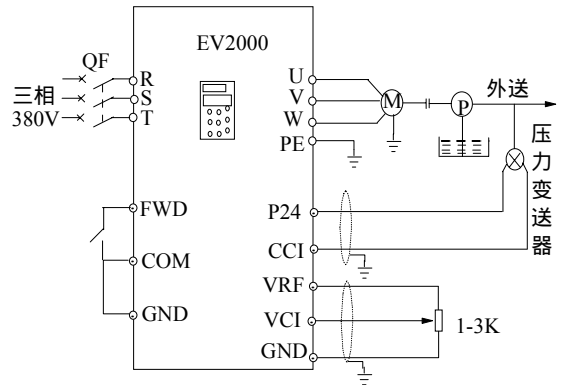 EV2000
QF
三相
380V
R
S
T
U
V
W
PE
M
P
外送
压力变送器
FWD
COM
GND
P24
CCI
VRF
VCI
GND
1-3K